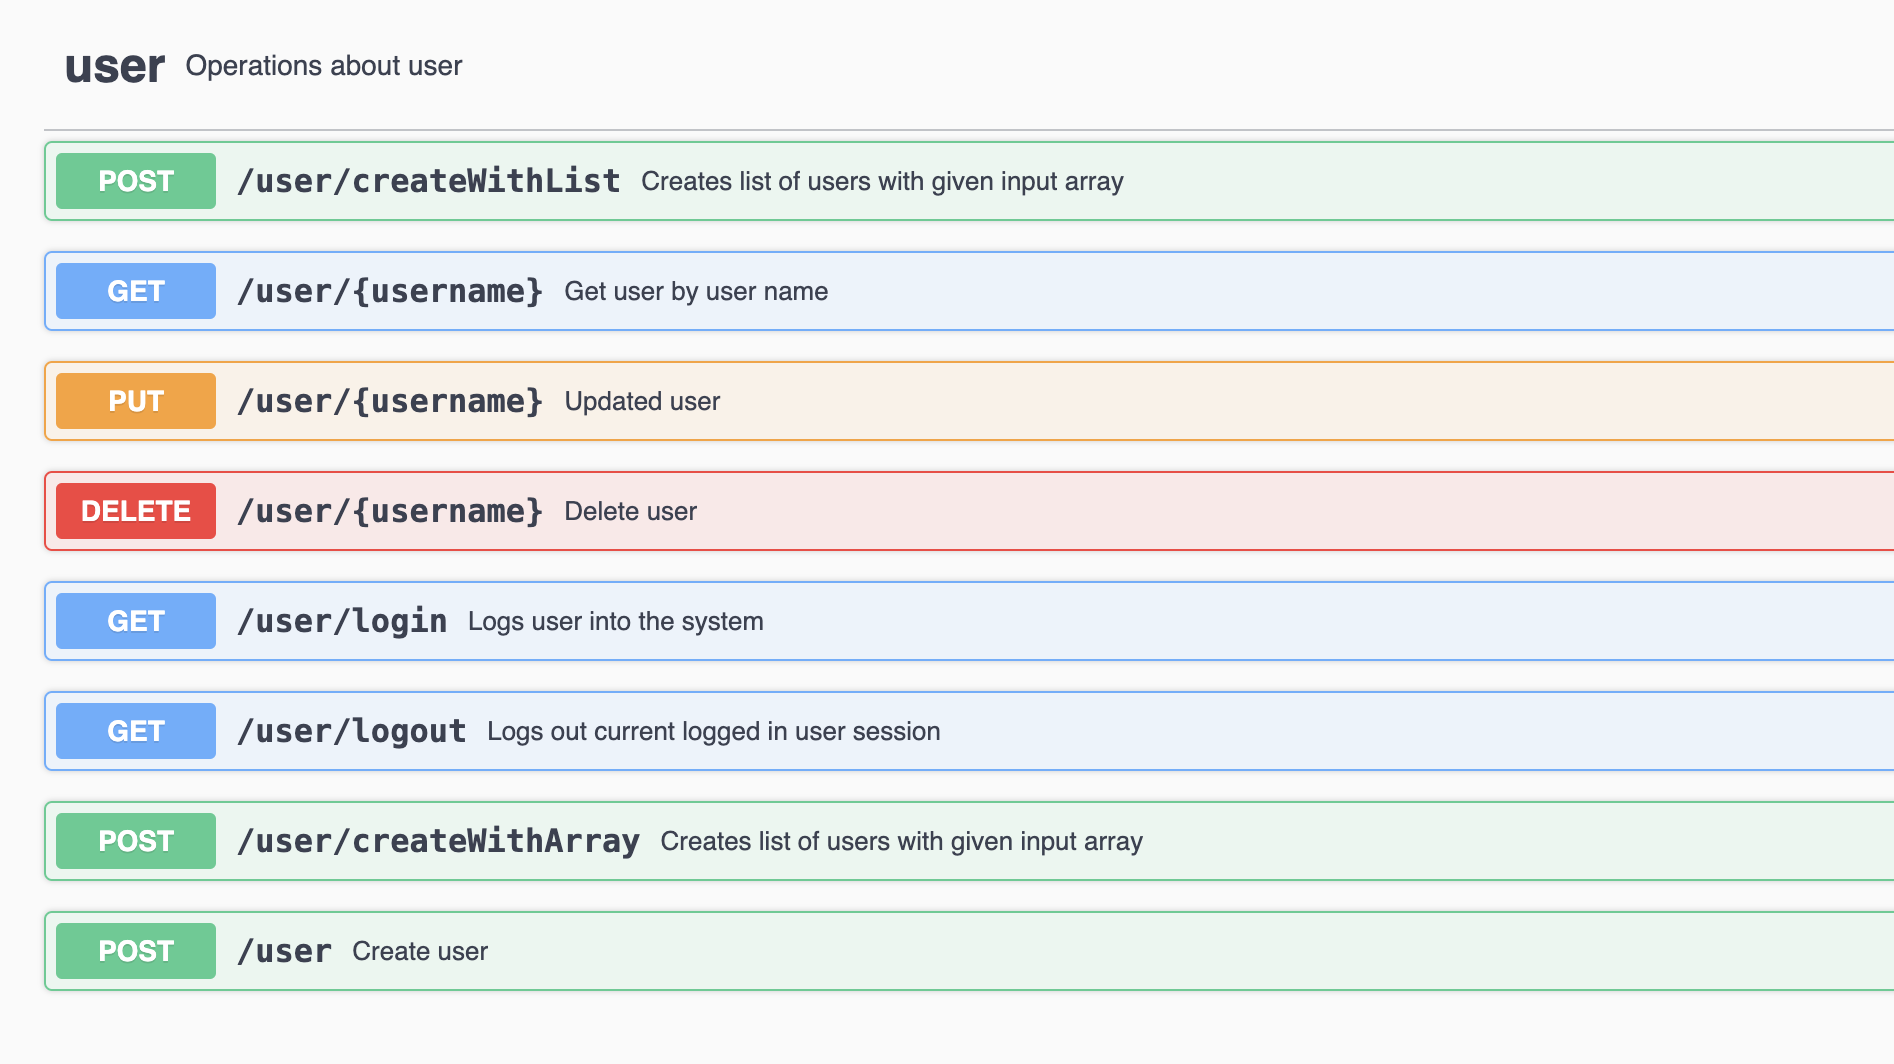 user Operations about user
POST /user/createWithList Creates list of users with given input array
GET /user/{username} Get user by user name
PUT /user/{username} Updated user
DELETE /user/{username} Delete user
GET /user/login Logs user into the system
GET /user/logout Logs out current logged in user session
POST /user/createWithArray Creates list of users with given input array
POST /user Create user